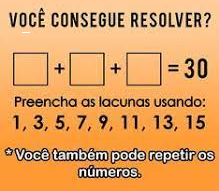 VOCÊ CONSEGUE RESOLVER?
+ + = 30
Preencha as lacunas usando:
1, 3, 5, 7, 9, 11, 13, 15
*Você também pode repetir os
números.